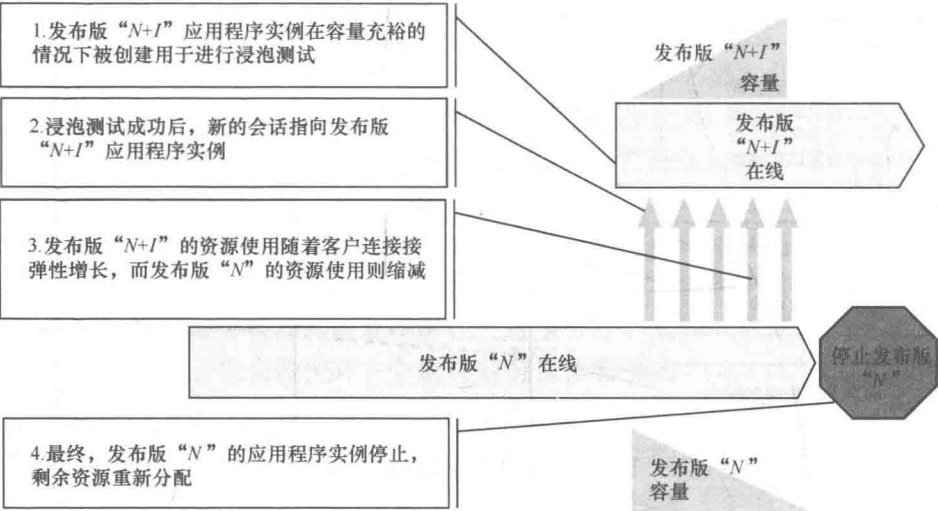 1.发布版“N+I”应用程序实例在容量充裕的
情况下被创建用于进行浸泡测试
发布版“N+I”
容量
2.浸泡测试成功后，新的会话指向发布版
“N+I”应用程序实例
发布版
“N+I”
在线
3.发布版“N+I”的资源使用随着客户连接接
弹性增长，而发布版“N”的资源使用则缩减
发布版“N”在线
停止发布版
“N”
4.最终，发布版“N”的应用程序实例停止，
剩余资源重新分配
发布版“N”
容量